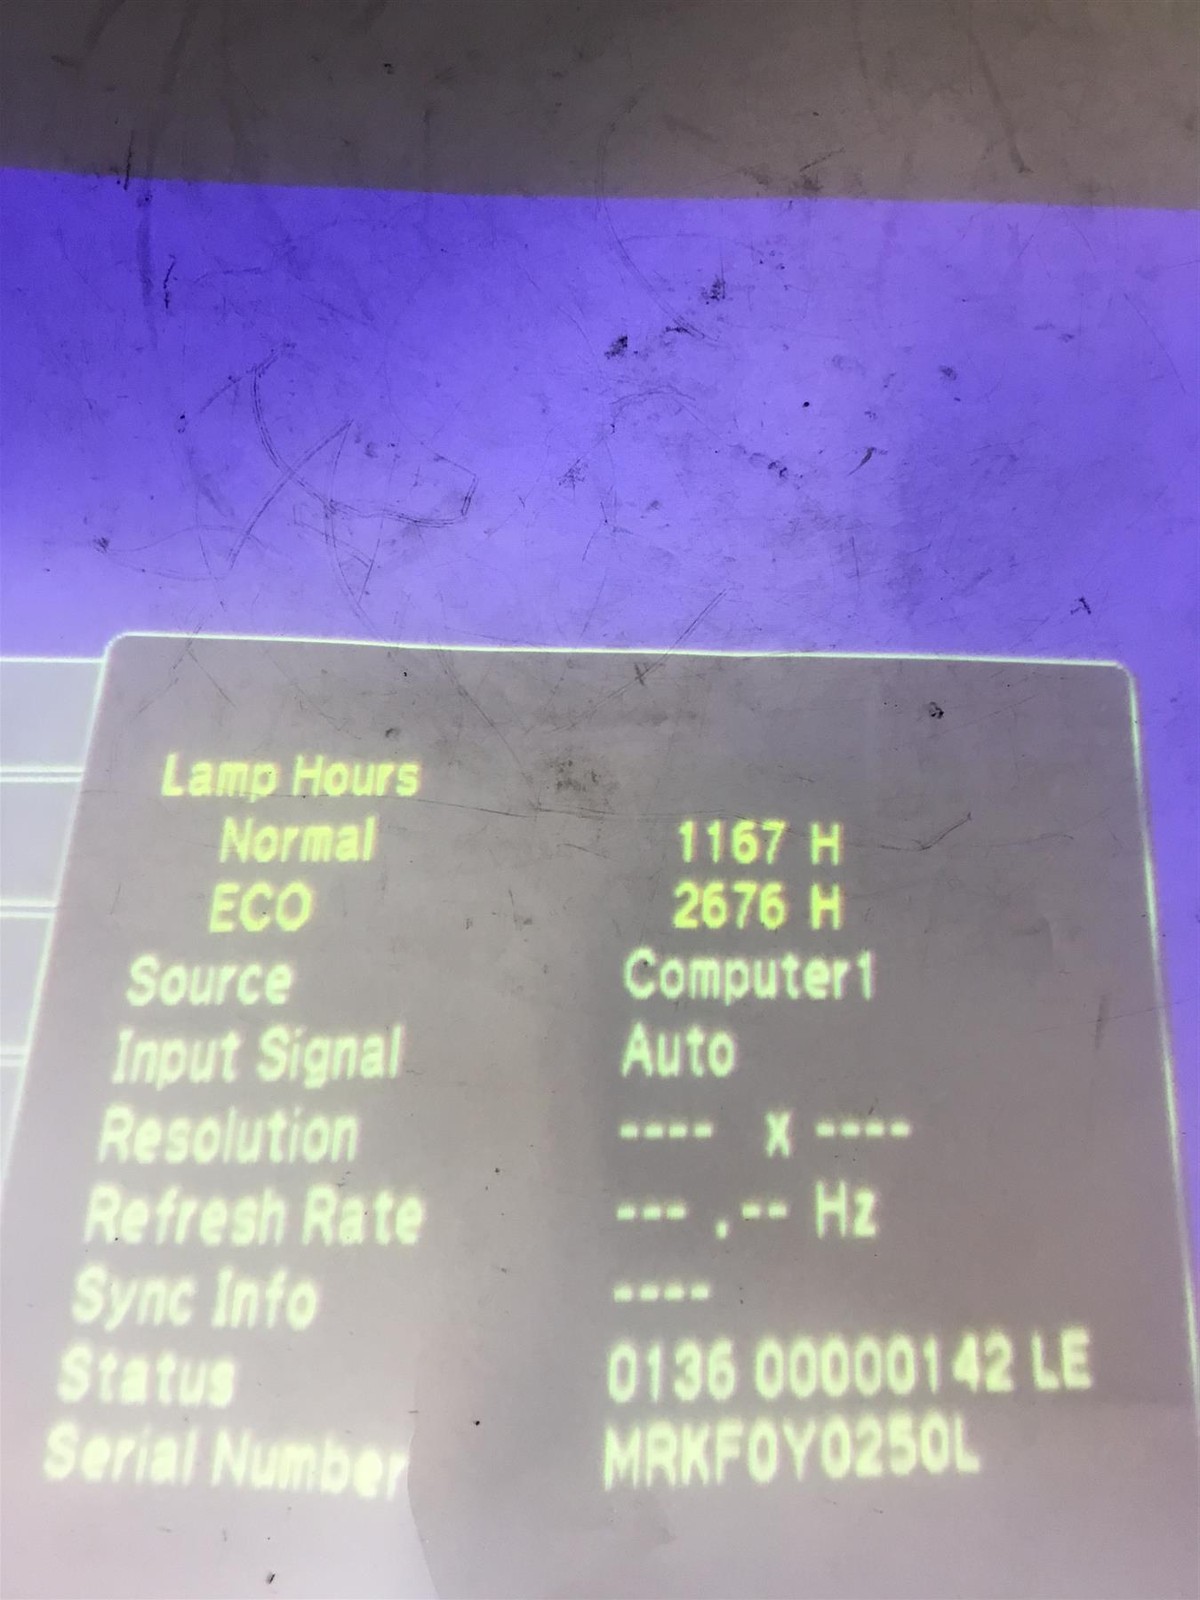 Lamp Hours
Normal 1167 H
ECO 2676 H
Source Computer1
Input Signal Auto
Resolution ---- x ----
Refresh Rate --- .-- Hz
Sync Info ----
Status 0136 00000142 LE
Serial Number MRKF0Y0250L